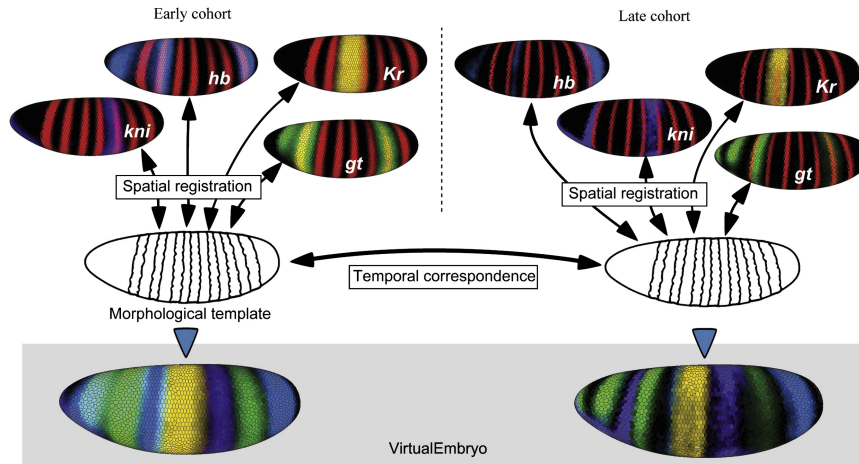 Early cohort
Late cohort
hb
Kr
kni
gt
hb
Kr
kni
gt
Spatial registration
Spatial registration
Temporal correspondence
Morphological template
VirtualEmbryo